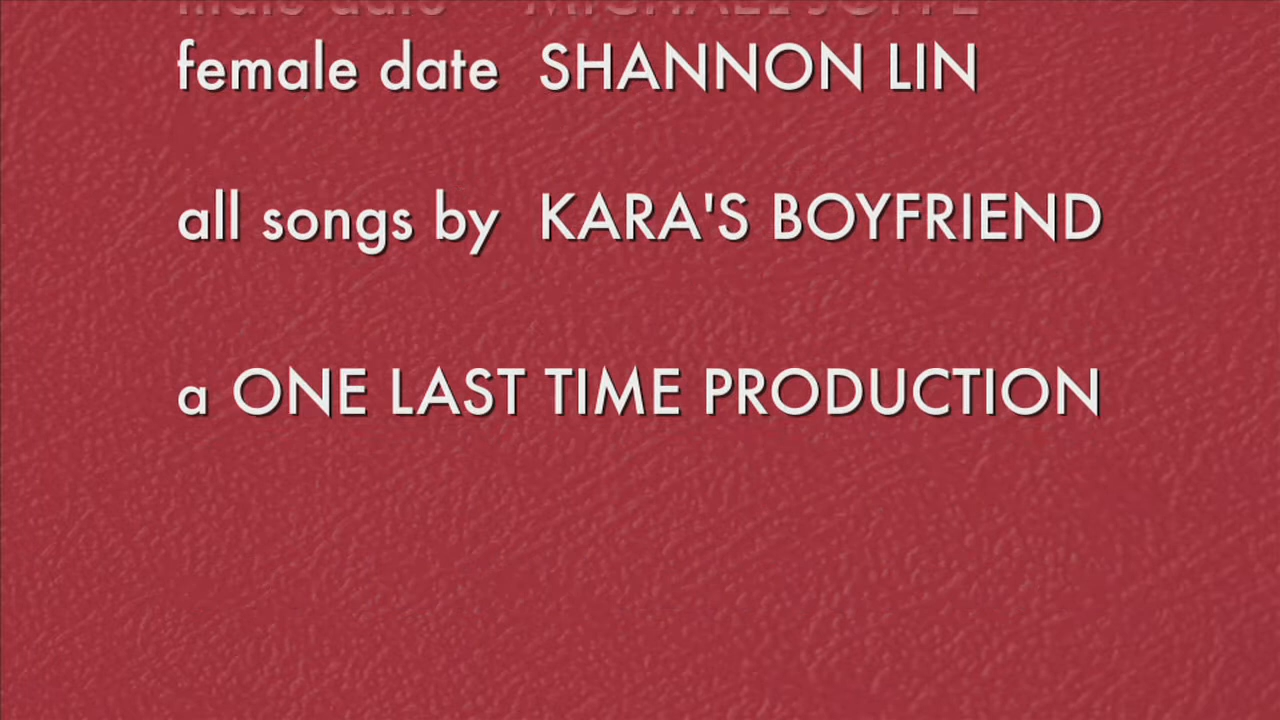 female date SHANNON LIN
all songs by KARA'S BOYFRIEND
a ONE LAST TIME PRODUCTION